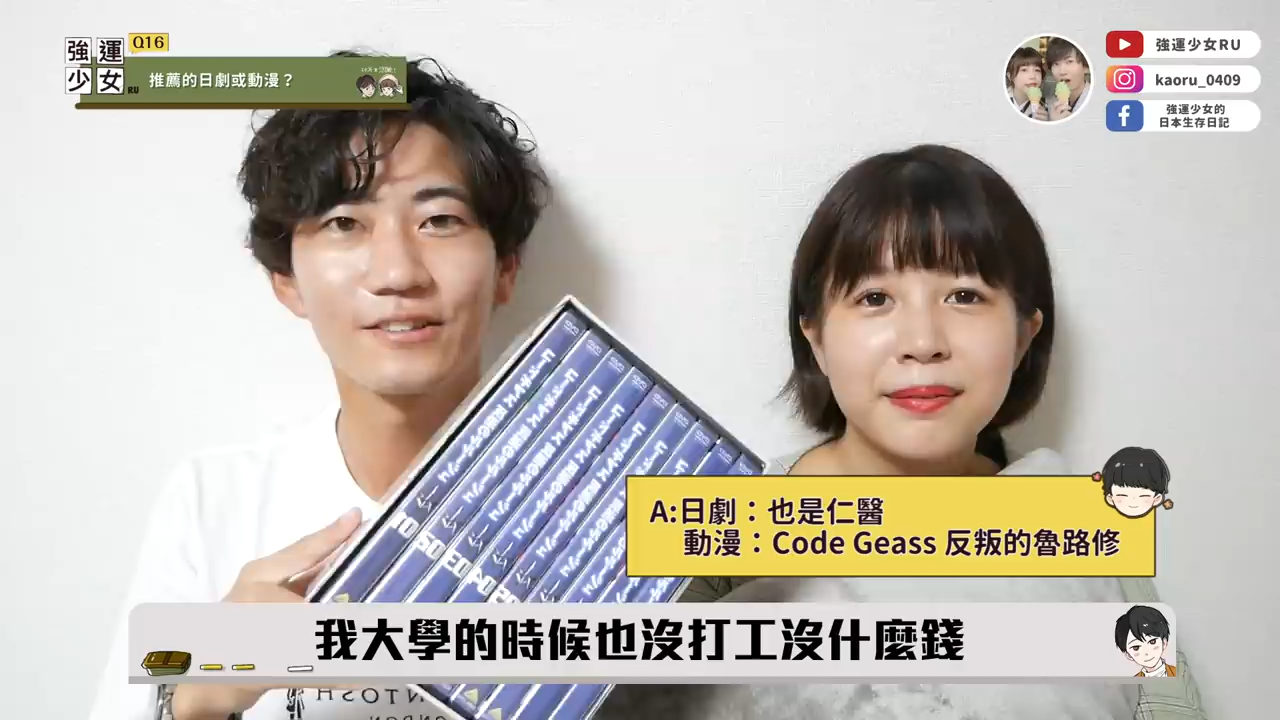 強運
少女
RU
Q16
推薦的日劇或動漫？
強運少女RU
kaoru_0409
強運少女的
日本生存日記
A:日劇：也是仁醫
動漫：Code Geass 反叛的魯路修
我大學的時候也沒打工沒什麼錢